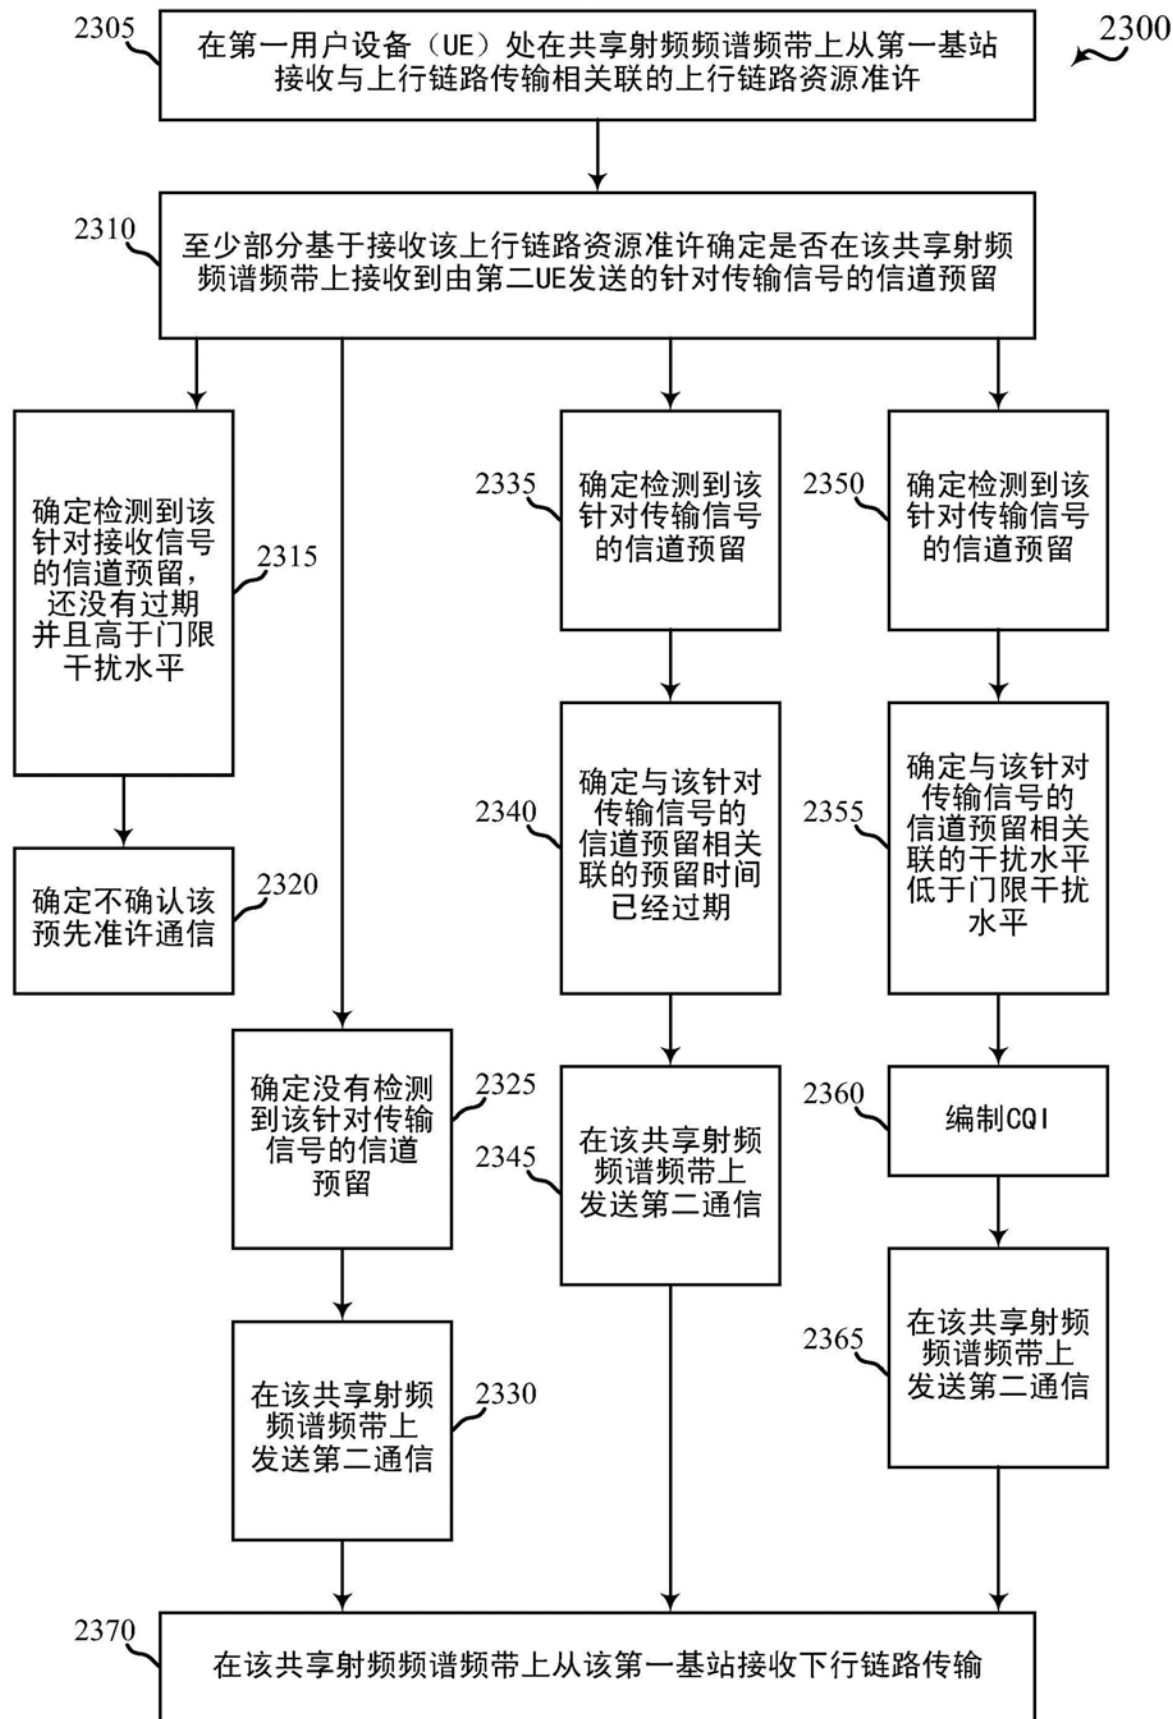 2300
2305
在第一用户设备（UE）处在共享射频频谱频带上从第一基站
接收与上行链路传输相关联的上行链路资源准许
2310
至少部分基于接收该上行链路资源准许确定是否在该共享射频
频谱频带上接收到由第二UE发送的针对传输信号的信道预留
确定检测到该
针对接收信号
的信道预留，
还没有过期
并且高于门限
干扰水平
2315
确定不确认该
预先准许通信
2320
确定没有检测
到该针对传输
信号的信道
预留
2325
在该共享射频
频谱频带上
发送第二通信
2330
2335
确定检测到该
针对传输信号
的信道预留
2340
确定与该针对
传输信号的
信道预留相关
联的预留时间
已经过期
2345
在该共享射频
频谱频带上
发送第二通信
2350
确定检测到该
针对传输信号
的信道预留
2355
确定与该针对
传输信号的
信道预留相关
联的干扰水平
低于门限干扰
水平
2360
编制CQI
2365
在该共享射频
频谱频带上
发送第二通信
2370
在该共享射频频谱频带上从该第一基站接收下行链路传输